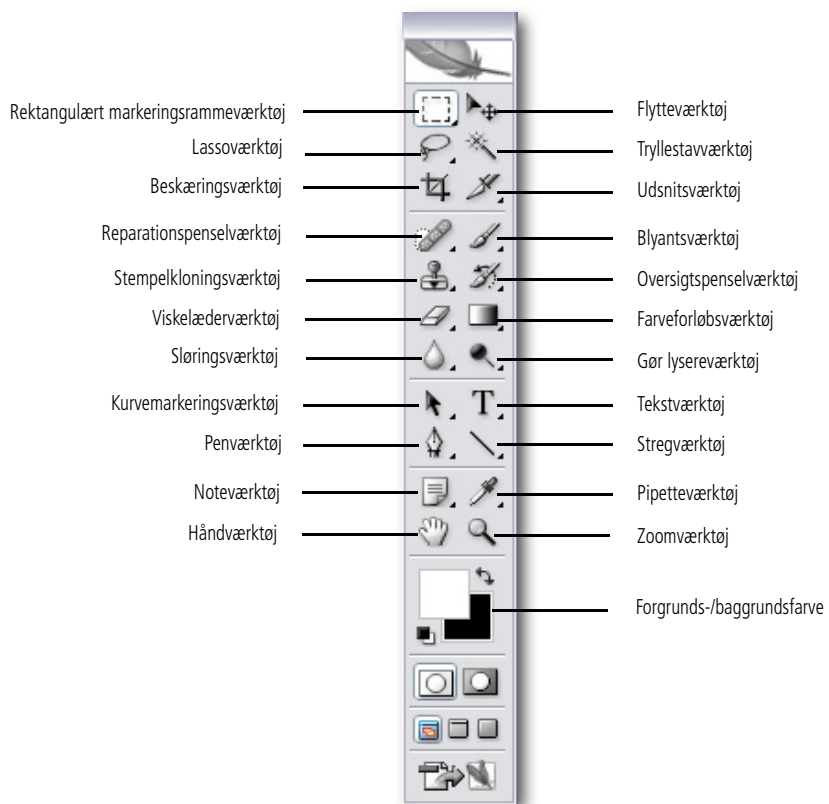 Rektangulært markeringsrammeværktøj
Flytteværktøj
Lassoværktøj
Tryllestavværktøj
Beskæringsværktøj
Udsnitsværktøj
Reparationspenselværktøj
Blyantsværktøj
Stempelkloningsværktøj
Oversigtspenselværktøj
Viskelæderværktøj
Farveforløbsværktøj
Sløringsværktøj
Gør lysereværktøj
Kurvemarkeringsværktøj
Tekstværktøj
Penværktøj
Stregværktøj
Noteværktøj
Pipetteværktøj
Håndværktøj
Zoomværktøj
Forgrunds-/baggrundsfarve